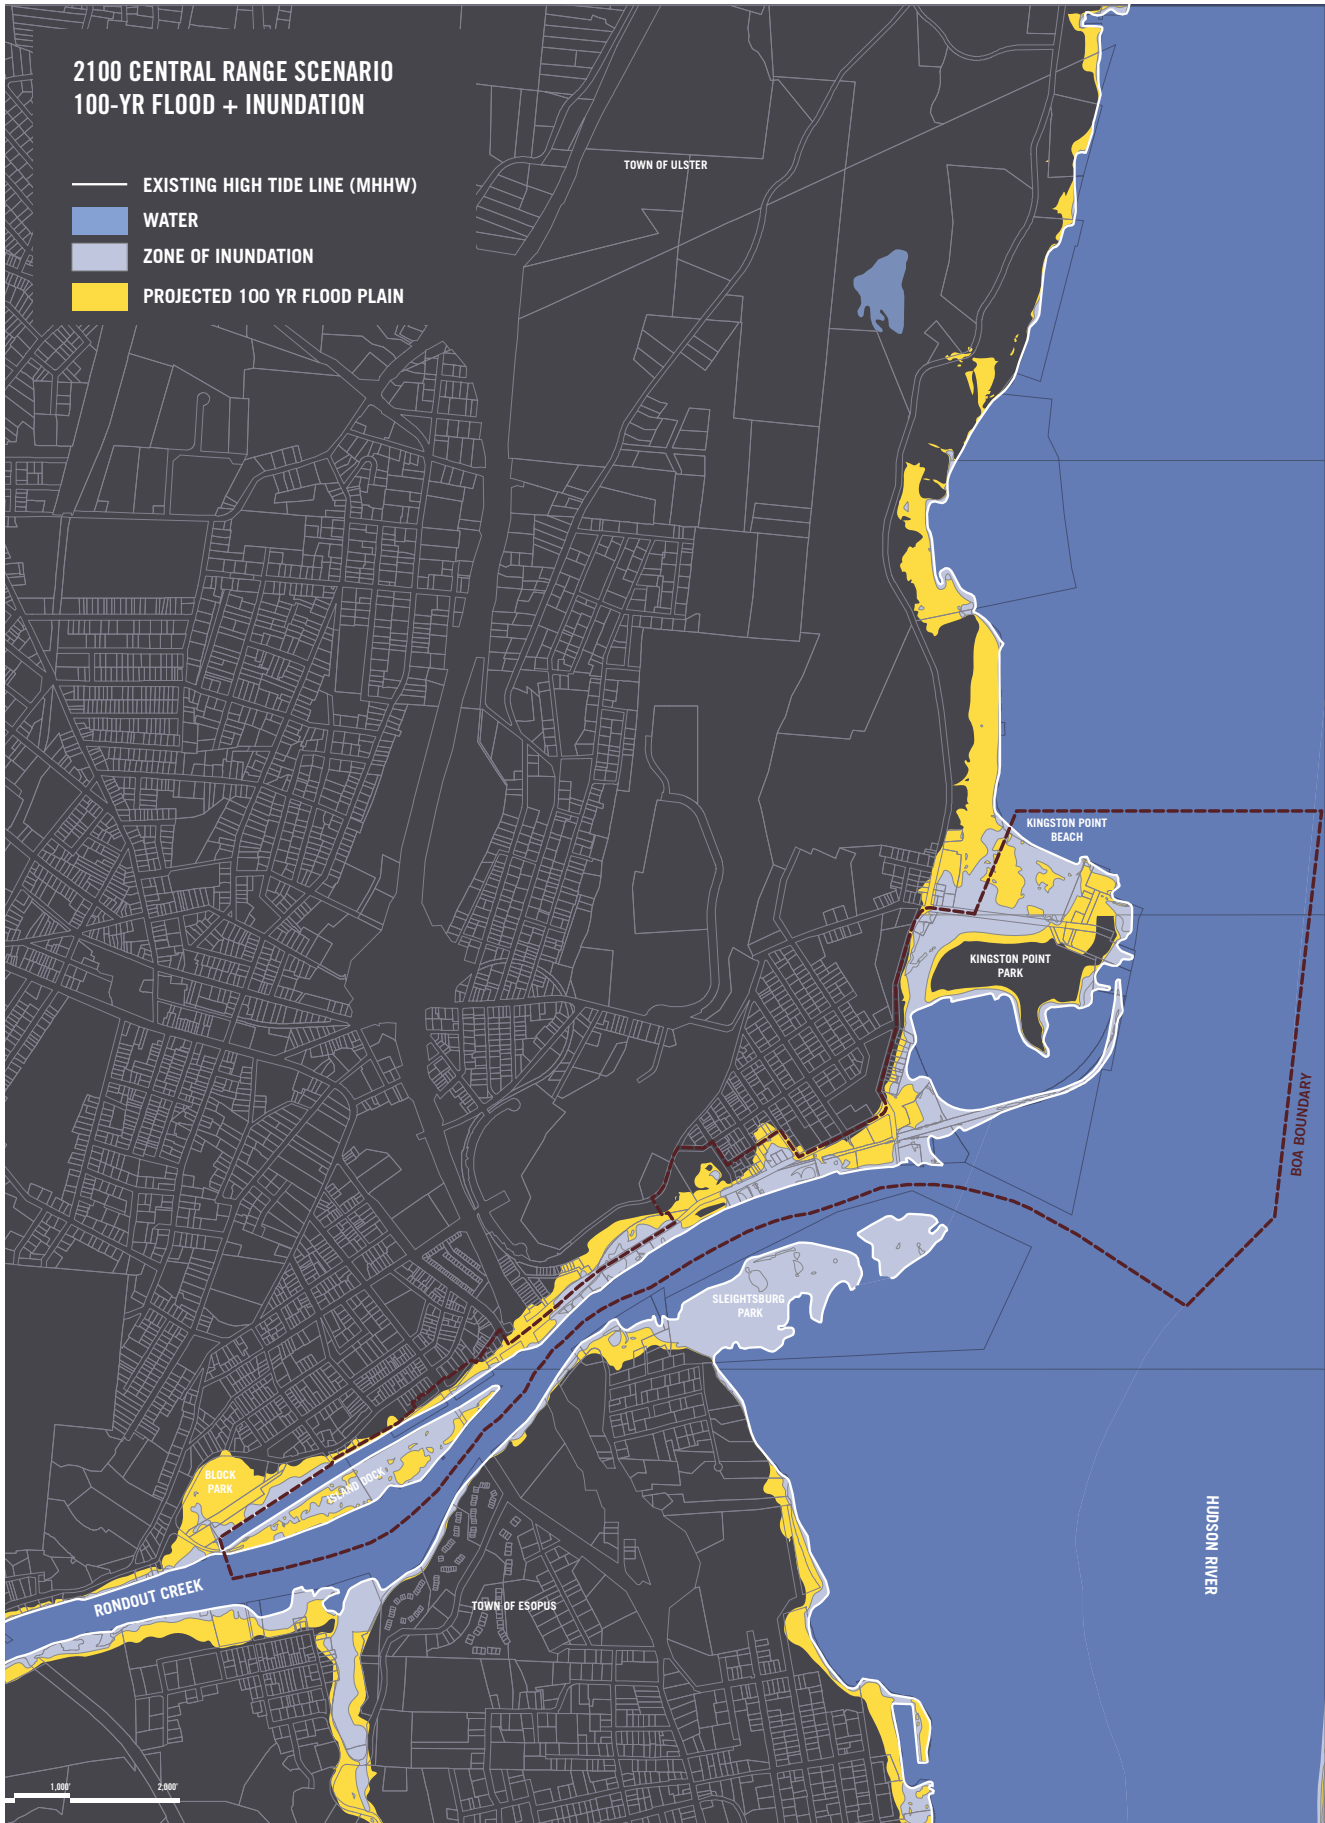 2100 CENTRAL RANGE SCENARIO
100-YR FLOOD + INUNDATION
EXISTING HIGH TIDE LINE (MHHW)
WATER
ZONE OF INUNDATION
PROJECTED 100 YR FLOOD PLAIN
TOWN OF ULSTER
KINGSTON POINT
BEACH
KINGSTON POINT
PARK
BOA BOUNDARY
SLEIGHTSBURG
PARK
BLOCK
PARK
ISLAND DOCK
HUDSON RIVER
RONDOUT CREEK
TOWN OF ESOPUS
1,000'
2,000'